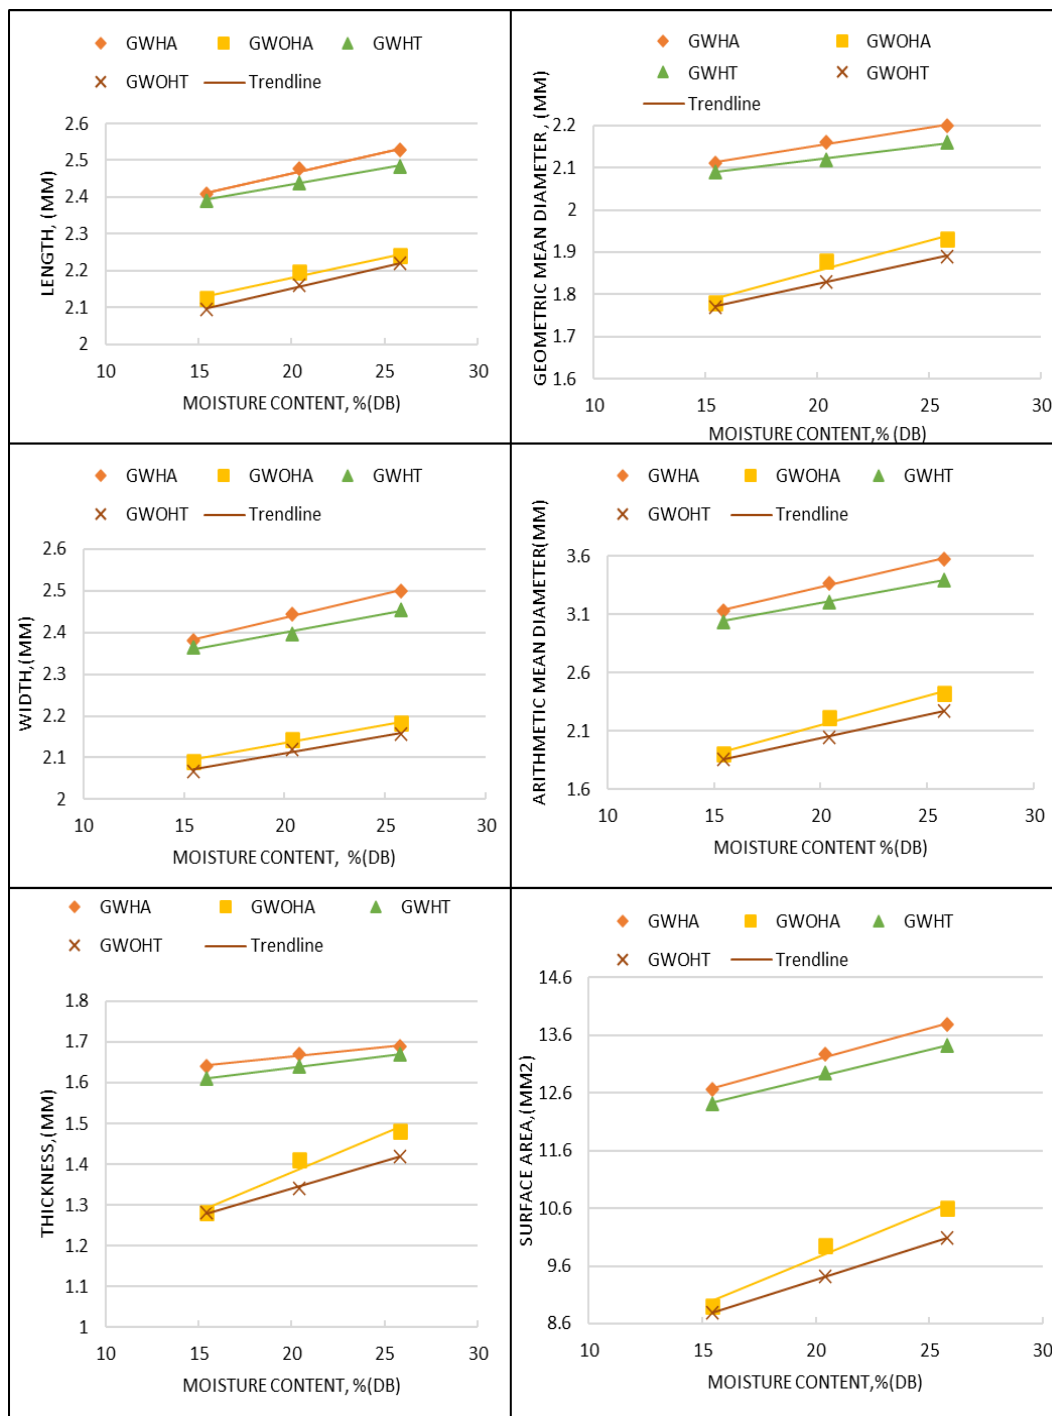 GWHA GWOHA GWHT
GWOHT Trendline
LENGTH, (MM)
2.6
2.5
2.4
2.3
2.2
2.1
2
10 15 20 25 30
MOISTURE CONTENT, %(DB)
GWHA GWOHA
GWHT GWOHT
Trendline
GEOMETRIC MEAN DIAMETER , (MM)
2.2
2.1
2
1.9
1.8
1.7
1.6
10 15 20 25 30
MOISTURE CONTENT,% (DB)
GWHA GWOHA GWHT
GWOHT Trendline
WIDTH,(MM)
2.6
2.5
2.4
2.3
2.2
2.1
2
10 15 20 25 30
MOISTURE CONTENT, %(DB)
GWHA GWOHA GWHT
GWOHT Trendline
ARITHMETIC MEAN DIAMETER(MM)
3.6
3.1
2.6
2.1
1.6
10 15 20 25 30
MOISTURE CONTENT %(DB)
GWHA GWOHA GWHT
GWOHT Trendline
THICKNESS,(MM)
1.8
1.7
1.6
1.5
1.4
1.3
1.2
1.1
1
10 15 20 25 30
MOISTURE CONTENT, %(DB)
GWHA GWOHA GWHT
GWOHT Trendline
SURFACE AREA,(MM2)
14.6
13.6
12.6
11.6
10.6
9.6
8.6
10 15 20 25 30
MOISTURE CONTENT,%(DB)